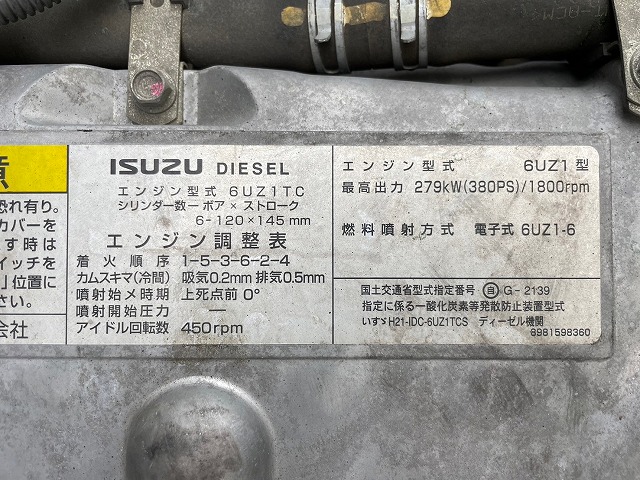 意
恐れ有り。
カバーを
す時は
イッチを
」位置に
さい。
会社
ISUZU DIESEL
エンジン型式 6UZ1TC
シリンダー数ーボア×ストローク
6-120×145mm
エンジン調整表
着火順序 1-5-3-6-2-4
カムスキマ(冷間) 吸気0.2mm 排気0.5mm
噴射始メ時期 上死点前 0°
噴射開始圧力 —
アイドル回転数 450rpm
エンジン型式 6UZ1型
最高出力 279kW(380PS)/1800rpm
燃料噴射方式 電子式 6UZ1-6
国土交通省型式指定番号 自 G-2139
指定に係る一酸化炭素等発散防止装置型式
いすゞH21-IDC-6UZ1TCS ディーゼル機関
8981598360